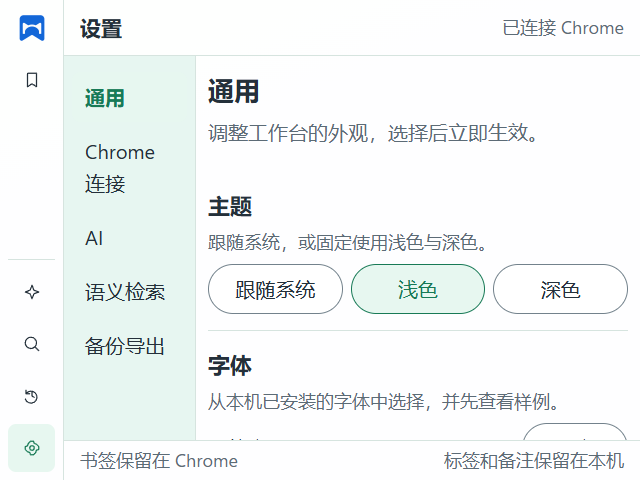 设置
已连接 Chrome
通用
Chrome
连接
AI
语义检索
备份导出
通用
调整工作台的外观，选择后立即生效。
主题
跟随系统，或固定使用浅色与深色。
跟随系统
浅色
深色
字体
从本机已安装的字体中选择，并先查看样例。
书签保留在 Chrome
标签和备注保留在本机